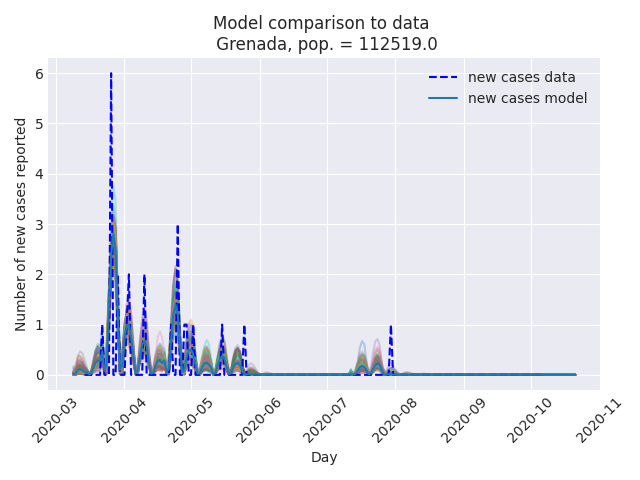 Model comparison to data
Grenada, pop. = 112519.0
new cases data
new cases model
Number of new cases reported
6
5
4
3
2
1
0
2020-03
2020-04
2020-05
2020-06
2020-07
2020-08
2020-09
2020-10
2020-11
Day